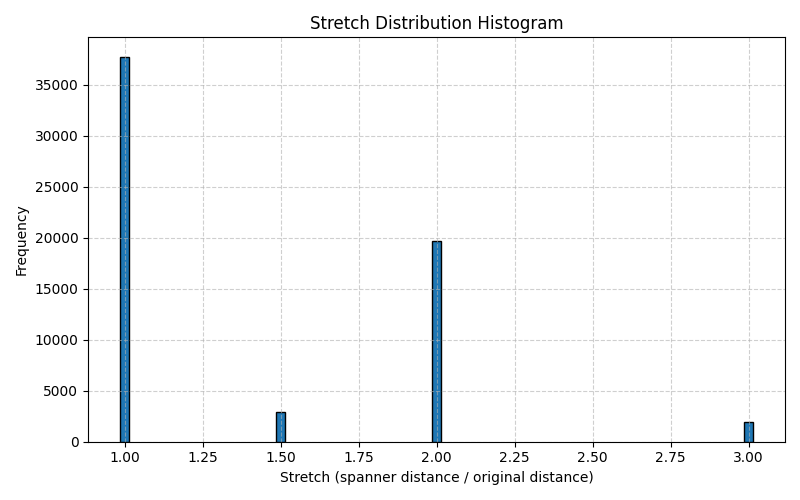 Stretch Distribution Histogram
Frequency
35000
30000
25000
20000
15000
10000
5000
0
1.00 1.25 1.50 1.75 2.00 2.25 2.50 2.75 3.00
Stretch (spanner distance / original distance)